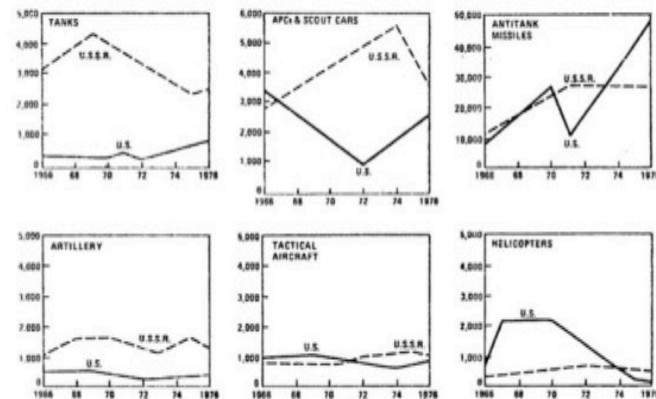 TANKS
5,000
4,000
3,000
2,000
1,000
0
U.S.S.R.
U.S.
1966 68 70 72 74 1976
APCs & SCOUT CARS
6,000
5,000
4,000
3,000
2,000
1,000
0
U.S.S.R.
U.S.
1966 68 70 72 74 1976
ANTITANK
MISSILES
50,000
40,000
30,000
20,000
10,000
0
U.S.S.R.
U.S.
1966 68 70 72 74 1976
ARTILLERY
5,000
4,000
3,000
2,000
1,000
0
U.S.S.R.
U.S.
1966 68 70 72 74 1976
TACTICAL
AIRCRAFT
5,000
4,000
3,000
2,000
1,000
0
U.S.
U.S.S.R.
1966 68 70 72 74 1976
HELICOPTERS
5,000
4,000
3,000
2,000
1,000
0
U.S.
U.S.S.R.
1966 68 70 72 74 1976